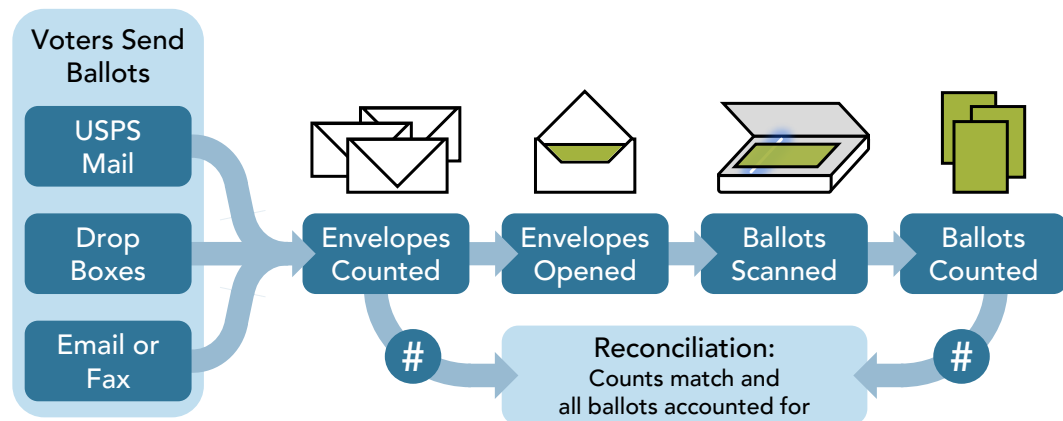 Voters Send
Ballots
USPS
Mail
Drop
Boxes
Email or
Fax
Envelopes
Counted
Envelopes
Opened
Ballots
Scanned
Ballots
Counted
#
#
Reconciliation:
Counts match and
all ballots accounted for